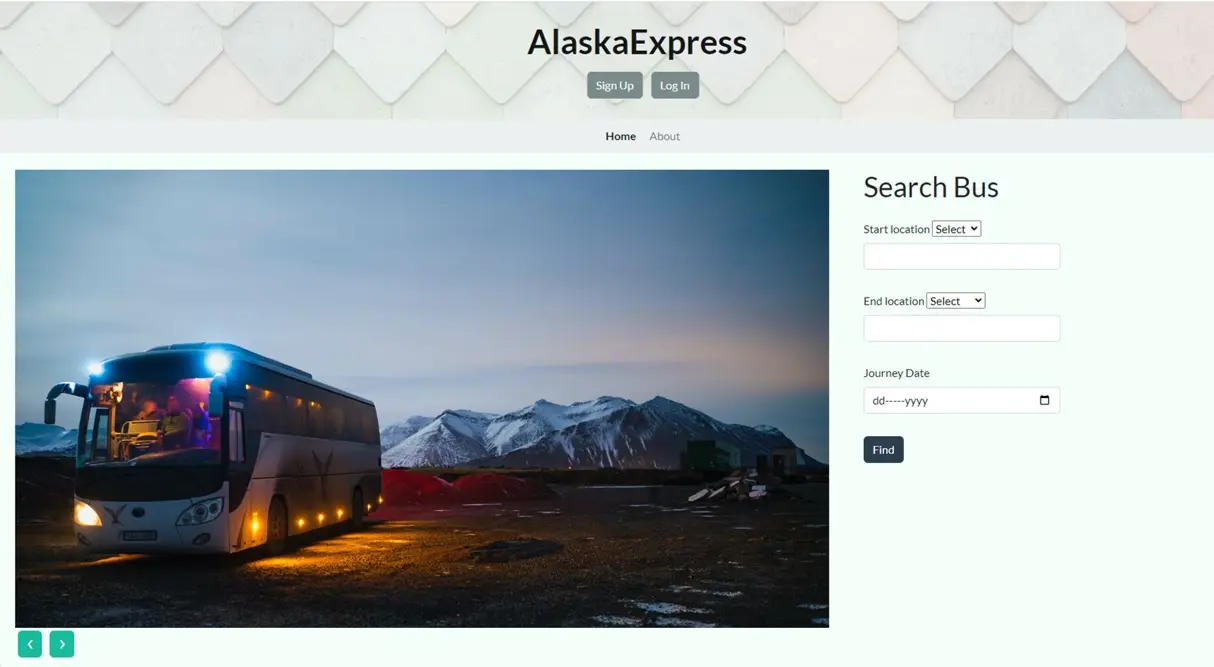 AlaskaExpress
Sign Up Log In
Home About
Search Bus
Start location Select
End location Select
Journey Date
dd-----yyyy
Find